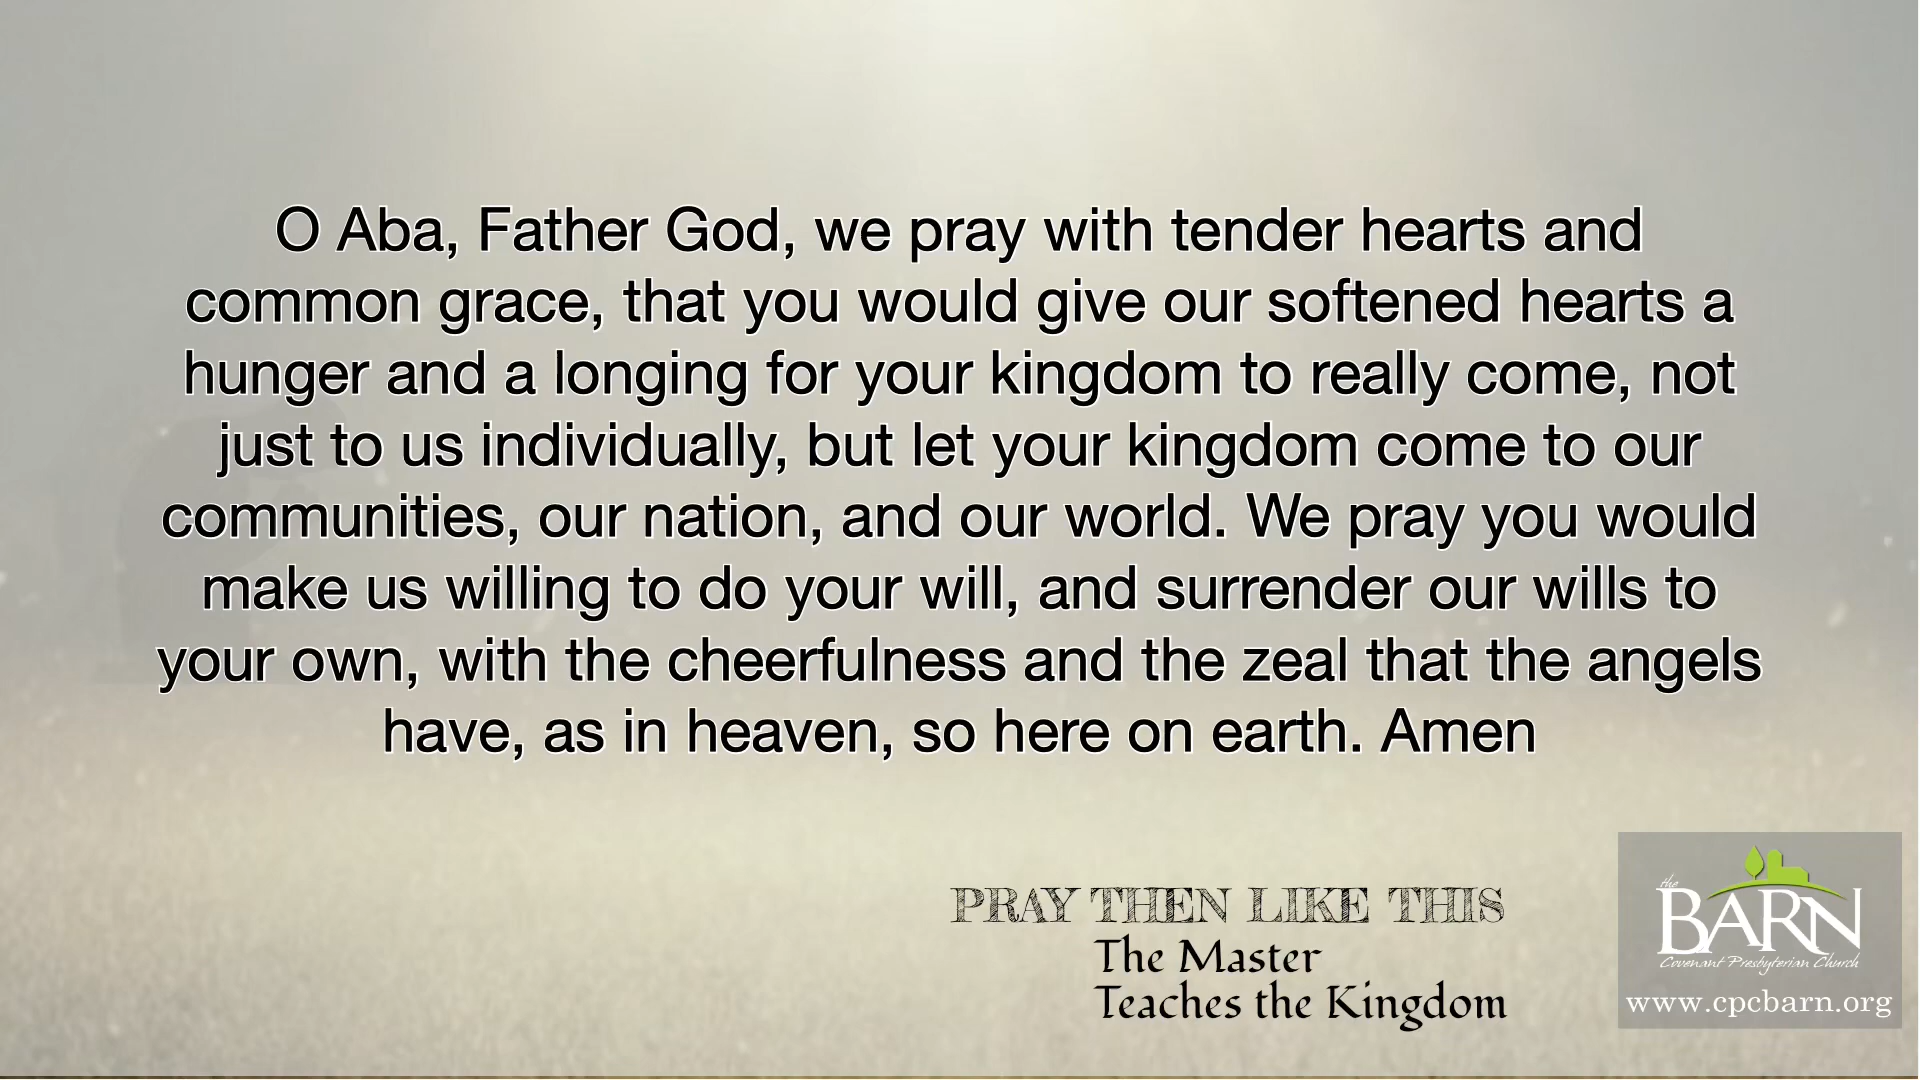 O Aba, Father God, we pray with tender hearts and
common grace, that you would give our softened hearts a
hunger and a longing for your kingdom to really come, not
just to us individually, but let your kingdom come to our
communities, our nation, and our world. We pray you would
make us willing to do your will, and surrender our wills to
your own, with the cheerfulness and the zeal that the angels
have, as in heaven, so here on earth. Amen
PRAY THEN LIKE THIS
The Master
Teaches the Kingdom
the
BARN
Covenant Presbyterian Church
www.cpcbarn.org